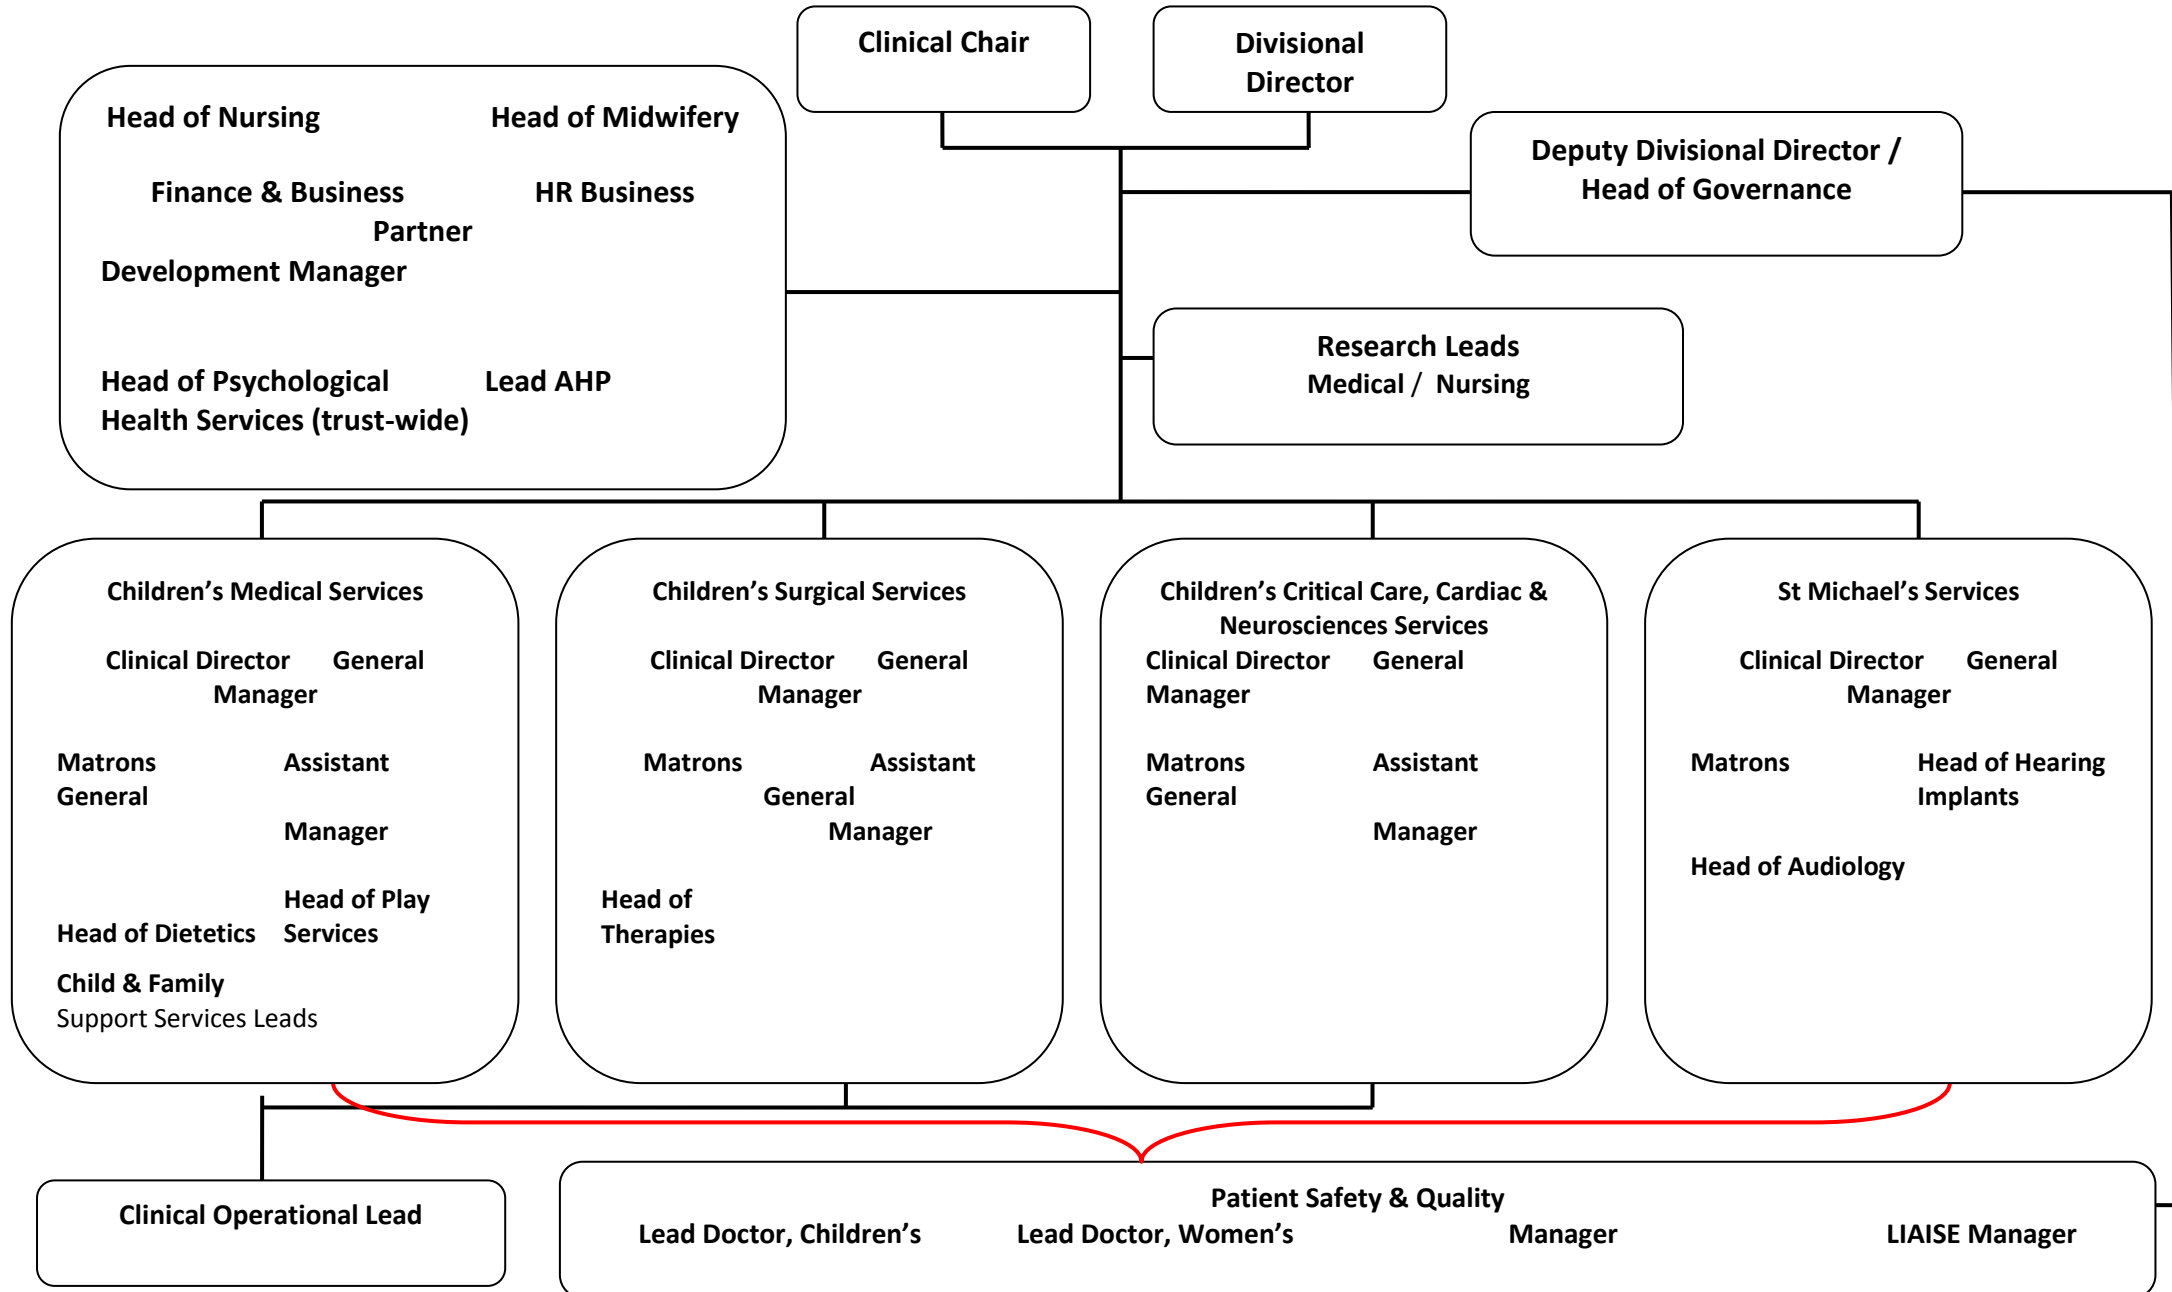 Clinical Chair
Divisional
Director
Head of Nursing Head of Midwifery
Finance & Business HR Business
Partner
Development Manager
Head of Psychological Lead AHP
Health Services (trust-wide)
Deputy Divisional Director /
Head of Governance
Research Leads
Medical / Nursing
Children’s Medical Services
Clinical Director General
Manager
Matrons Assistant
General
Manager
Head of Play
Head of Dietetics Services
Child & Family
Support Services Leads
Children’s Surgical Services
Clinical Director General
Manager
Matrons Assistant
General
Manager
Head of
Therapies
Children’s Critical Care, Cardiac &
Neurosciences Services
Clinical Director General
Manager
Matrons Assistant
General
Manager
St Michael’s Services
Clinical Director General
Manager
Matrons Head of Hearing
Implants
Head of Audiology
Clinical Operational Lead
Patient Safety & Quality
Lead Doctor, Children’s Lead Doctor, Women’s Manager LIAISE Manager